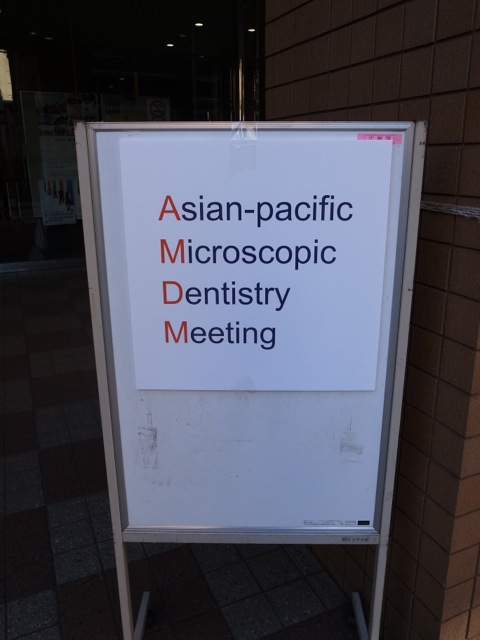 Asian-pacific
Microscopic
Dentistry
Meeting